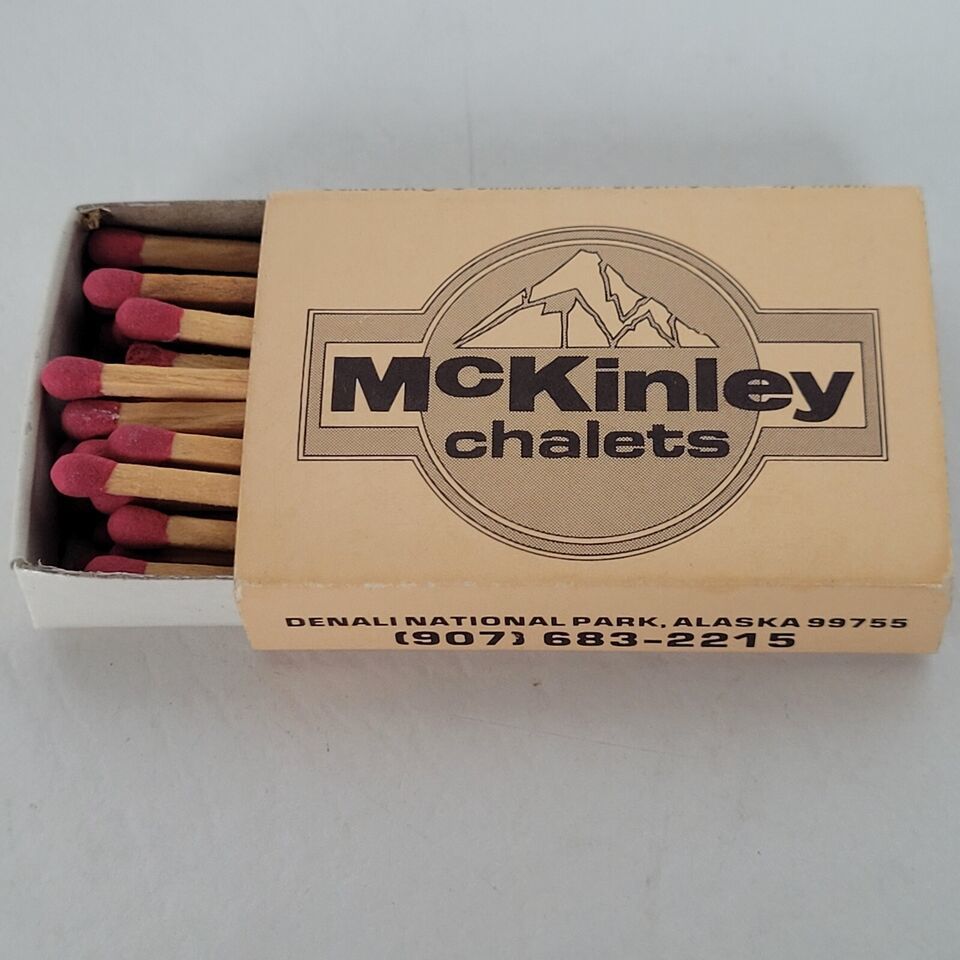 McKinley
chalets
DENALI NATIONAL PARK, ALASKA 99755
(907) 683-2215